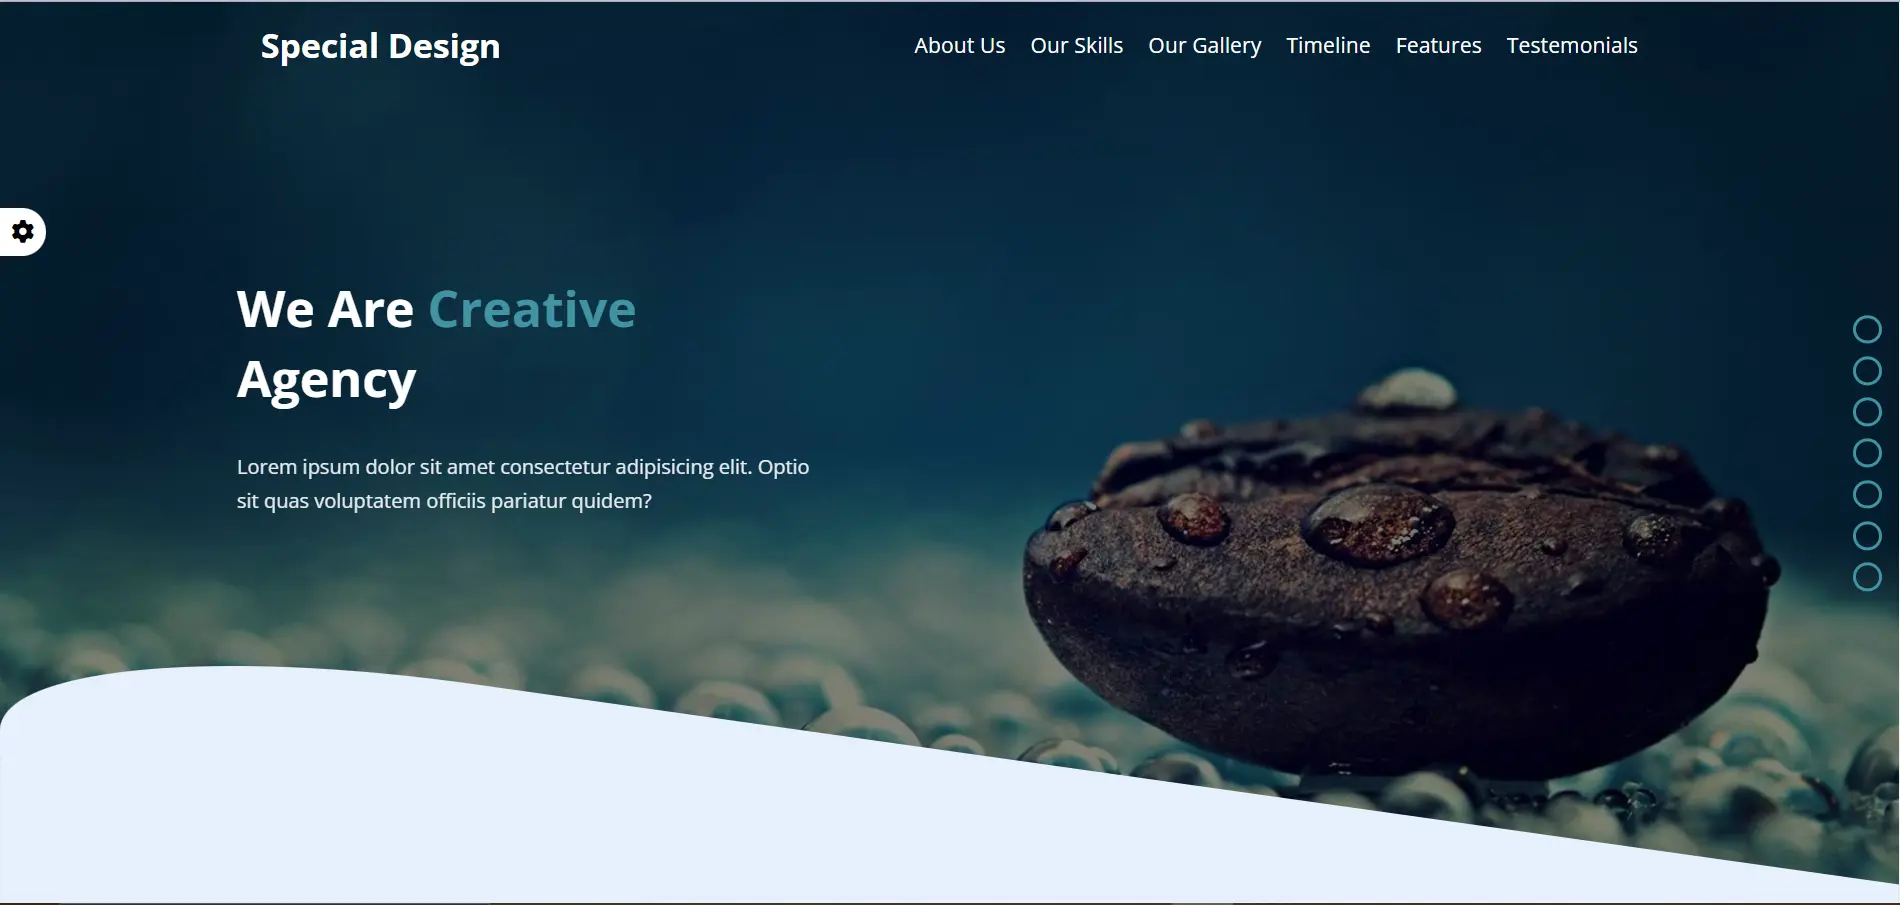 Special Design
About Us Our Skills Our Gallery Timeline Features Testemonials
We Are Creative
Agency
Lorem ipsum dolor sit amet consectetur adipisicing elit. Optio
sit quas voluptatem officiis pariatur quidem?